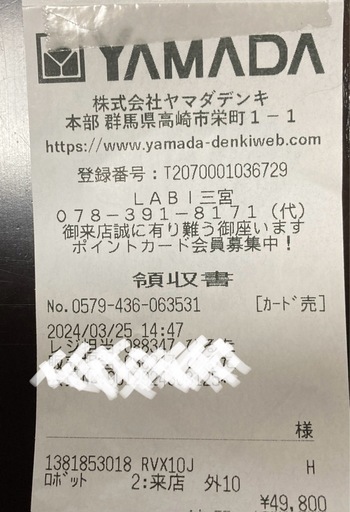 YAMADA
株式会社ヤマダデンキ
本部 群馬県高崎市栄町1-1
https://www.yamada-denkiweb.com
登録番号：T2070001036729
LABI三宮
078-391-8171(代)
御来店誠に有り難う御座います
ポイントカード会員募集中！
領収書
No.0579-436-063531 [カード売]
2024/03/25 14:47
様
1381853018 RVX10J H
ロボット 2:来店 外10
¥49,800